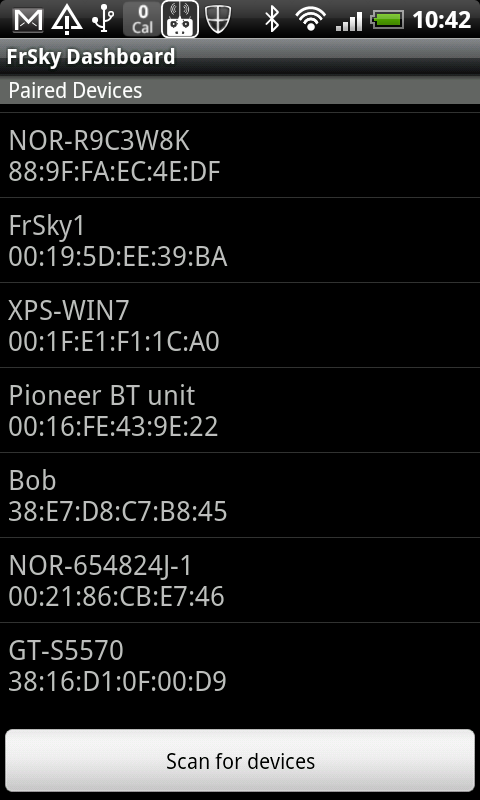 0
Cal
10:42
FrSky Dashboard
Paired Devices
NOR-R9C3W8K
88:9F:FA:EC:4E:DF
FrSky1
00:19:5D:EE:39:BA
XPS-WIN7
00:1F:E1:F1:1C:A0
Pioneer BT unit
00:16:FE:43:9E:22
Bob
38:E7:D8:C7:B8:45
NOR-654824J-1
00:21:86:CB:E7:46
GT-S5570
38:16:D1:0F:00:D9
Scan for devices